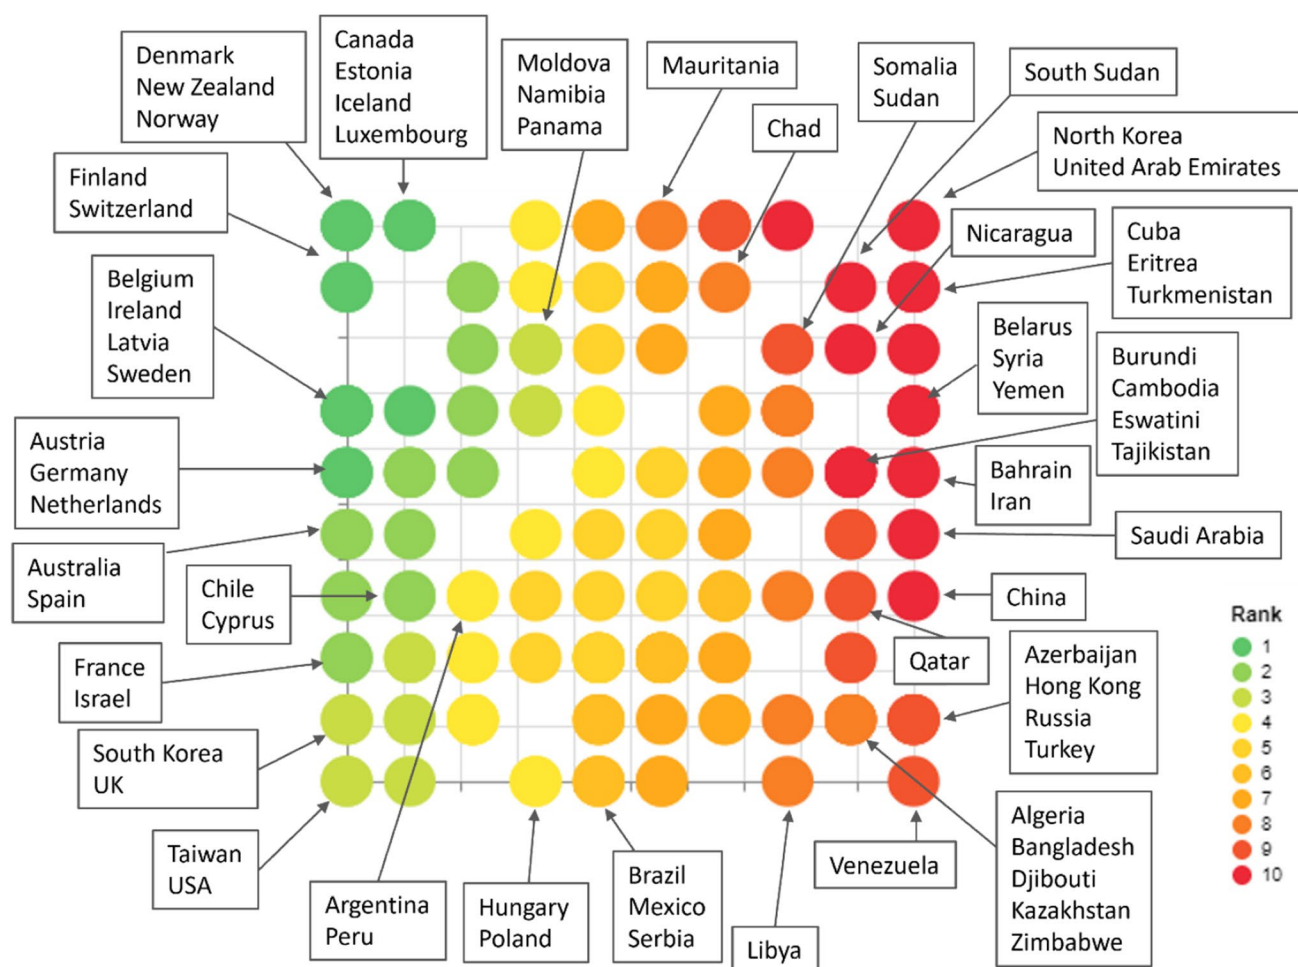 Denmark
New Zealand
Norway
Canada
Estonia
Iceland
Luxembourg
Moldova
Namibia
Panama
Mauritania
Chad
Somalia
Sudan
South Sudan
North Korea
United Arab Emirates
Finland
Switzerland
Nicaragua
Cuba
Eritrea
Turkmenistan
Belgium
Ireland
Latvia
Sweden
Belarus
Syria
Yemen
Burundi
Cambodia
Eswatini
Tajikistan
Austria
Germany
Netherlands
Bahrain
Iran
Saudi Arabia
Australia
Spain
Chile
Cyprus
China
Qatar
France
Israel
Azerbaijan
Hong Kong
Russia
Turkey
South Korea
UK
Taiwan
USA
Argentina
Peru
Hungary
Poland
Brazil
Mexico
Serbia
Libya
Venezuela
Algeria
Bangladesh
Djibouti
Kazakhstan
Zimbabwe
Rank
1
2
3
4
5
6
7
8
9
10